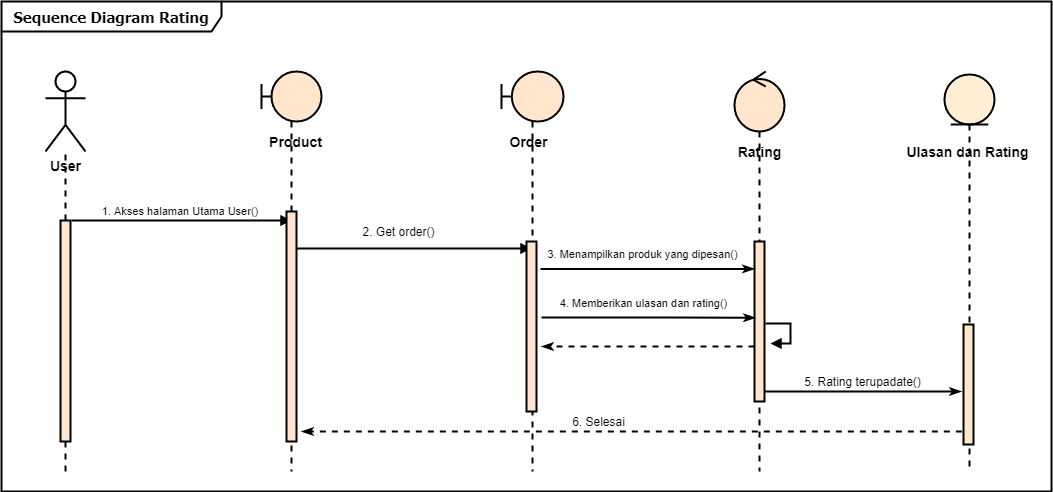 Sequence Diagram Rating
User
Product
Order
Rating
Ulasan dan Rating
1. Akses halaman Utama User()
2. Get order()
3. Menampilkan produk yang dipesan()
4. Memberikan ulasan dan rating()
5. Rating terupadate()
6. Selesai